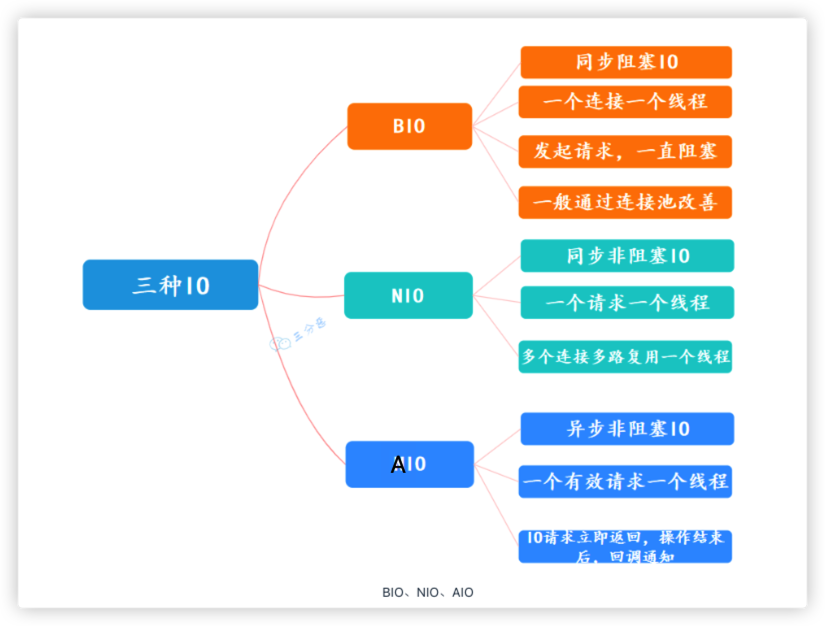 三种IO
BIO
同步阻塞IO
一个连接一个线程
发起请求，一直阻塞
一般通过连接池改善
NIO
同步非阻塞IO
一个请求一个线程
多个连接多路复用一个线程
AIO
异步非阻塞IO
一个有效请求一个线程
IO请求立即返回，操作结束
后，回调通知
三分恶
BIO、NIO、AIO